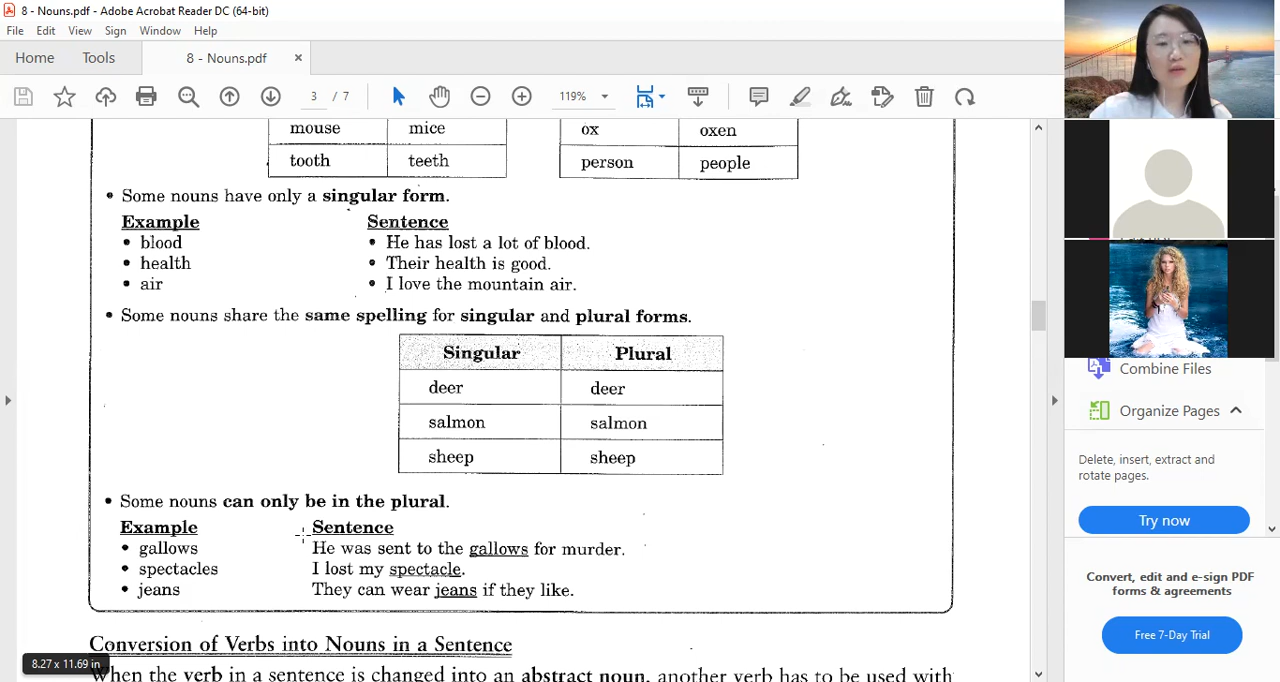 8 - Nouns.pdf - Adobe Acrobat Reader DC (64-bit)
File Edit View Sign Window Help
Home Tools 8 - Nouns.pdf ×
3 / 7 119%
mouse mice ox oxen
tooth teeth person people
• Some nouns have only a singular form.
Example Sentence
• blood • He has lost a lot of blood.
• health • Their health is good.
• air • I love the mountain air.
• Some nouns share the same spelling for singular and plural forms.
Singular Plural
deer deer
salmon salmon
sheep sheep
• Some nouns can only be in the plural.
Example Sentence
• gallows He was sent to the gallows for murder.
• spectacles I lost my spectacle.
• jeans They can wear jeans if they like.
Conversion of Verbs into Nouns in a Sentence
When the verb in a sentence is changed into an abstract noun, another verb has to be used with
8.27 x 11.69 in
Combine Files
Organize Pages
Delete, insert, extract and
rotate pages.
Try now
Convert, edit and e-sign PDF
forms & agreements
Free 7-Day Trial